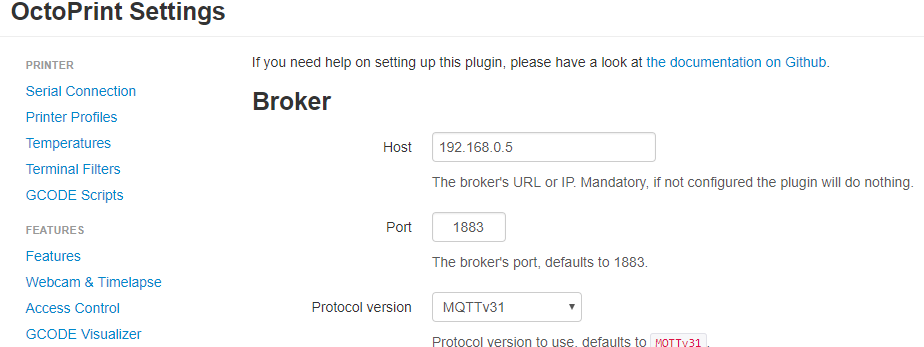 OctoPrint Settings
PRINTER
Serial Connection
Printer Profiles
Temperatures
Terminal Filters
GCODE Scripts
FEATURES
Features
Webcam & Timelapse
Access Control
GCODE Visualizer
If you need help on setting up this plugin, please have a look at the documentation on Github.
Broker
Host 192.168.0.5
The broker's URL or IP. Mandatory, if not configured the plugin will do nothing.
Port 1883
The broker's port, defaults to 1883.
Protocol version MQTTv31
Protocol version to use, defaults to MQTTv31.